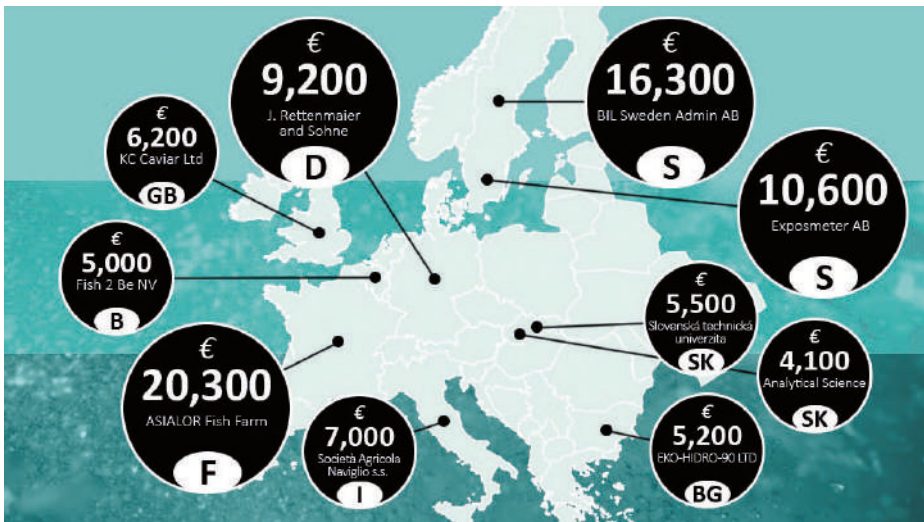 €
9,200
J. Rettenmaier
and Sohne
D
€
16,300
BIL Sweden Admin AB
S
€
6,200
KC Caviar Ltd
GB
€
10,600
Exposmeter AB
S
€
5,000
Fish 2 Be NV
B
€
5,500
Slovenská technická
univerzita
SK
€
4,100
Analytical Science
SK
€
20,300
ASIALOR Fish Farm
F
€
7,000
Società Agricola
Naviglio s.s.
I
€
5,200
EKO-HIDRO-90 LTD
BG